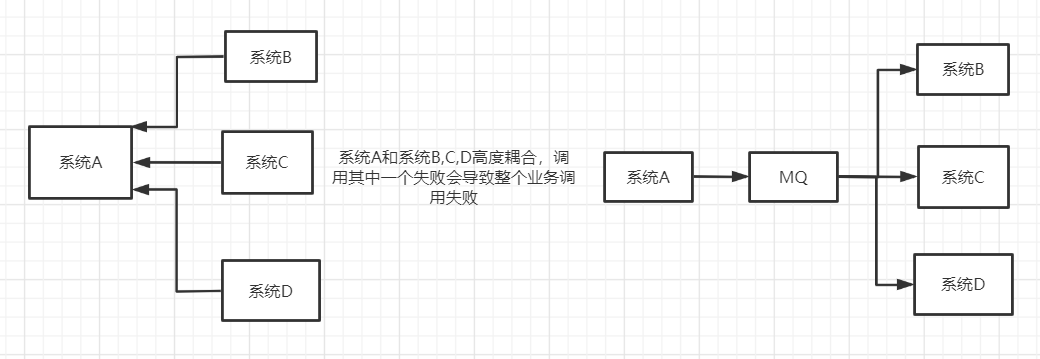 系统B
系统A
系统C
系统D
系统A和系统B,C,D高度耦合，调
用其中一个失败会导致整个业务调
用失败
系统A
MQ
系统B
系统C
系统D